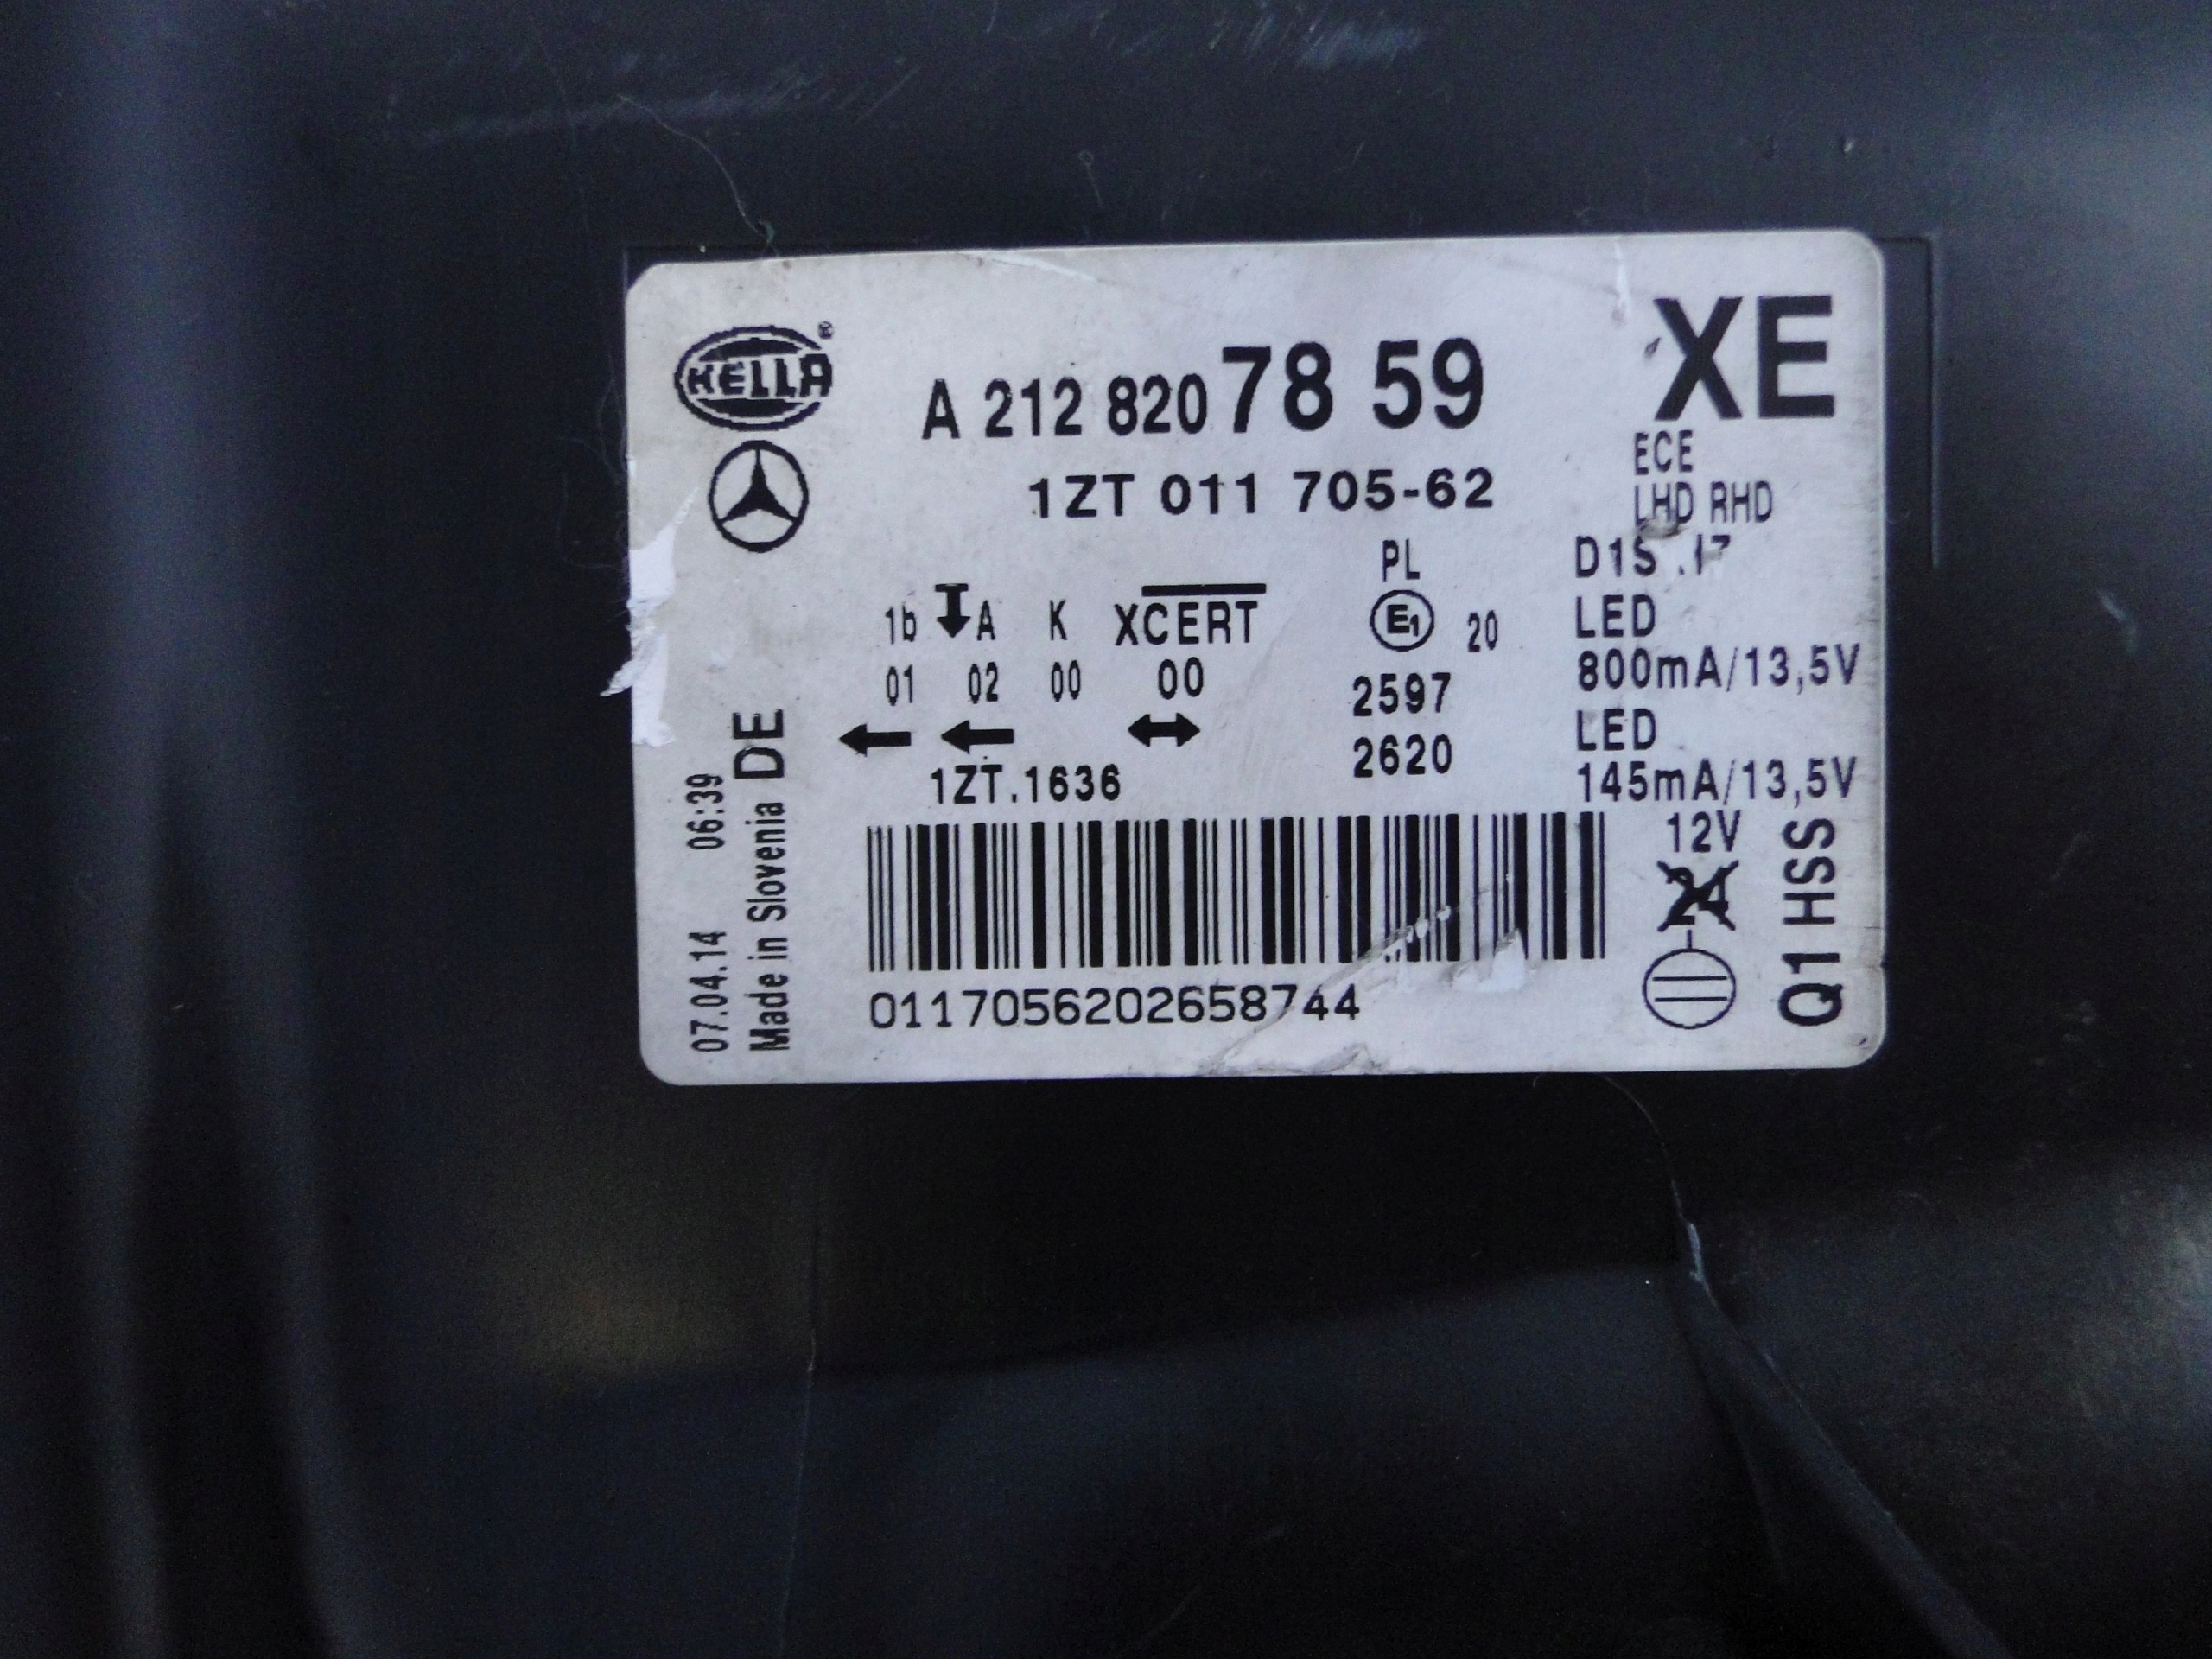 HELLA®
A 212 820 78 59
XE
ECE
LHD RHD
1ZT 011 705-62
D1S
PL
1b A K XCERT
E1 20
LED
01 02 00 00
2597
800mA/13,5V
2620
LED
1ZT.1636
145mA/13,5V
12V
24
0117056202658744
Q1 HSS
07.04.14 06:39
Made in Slovenia DE